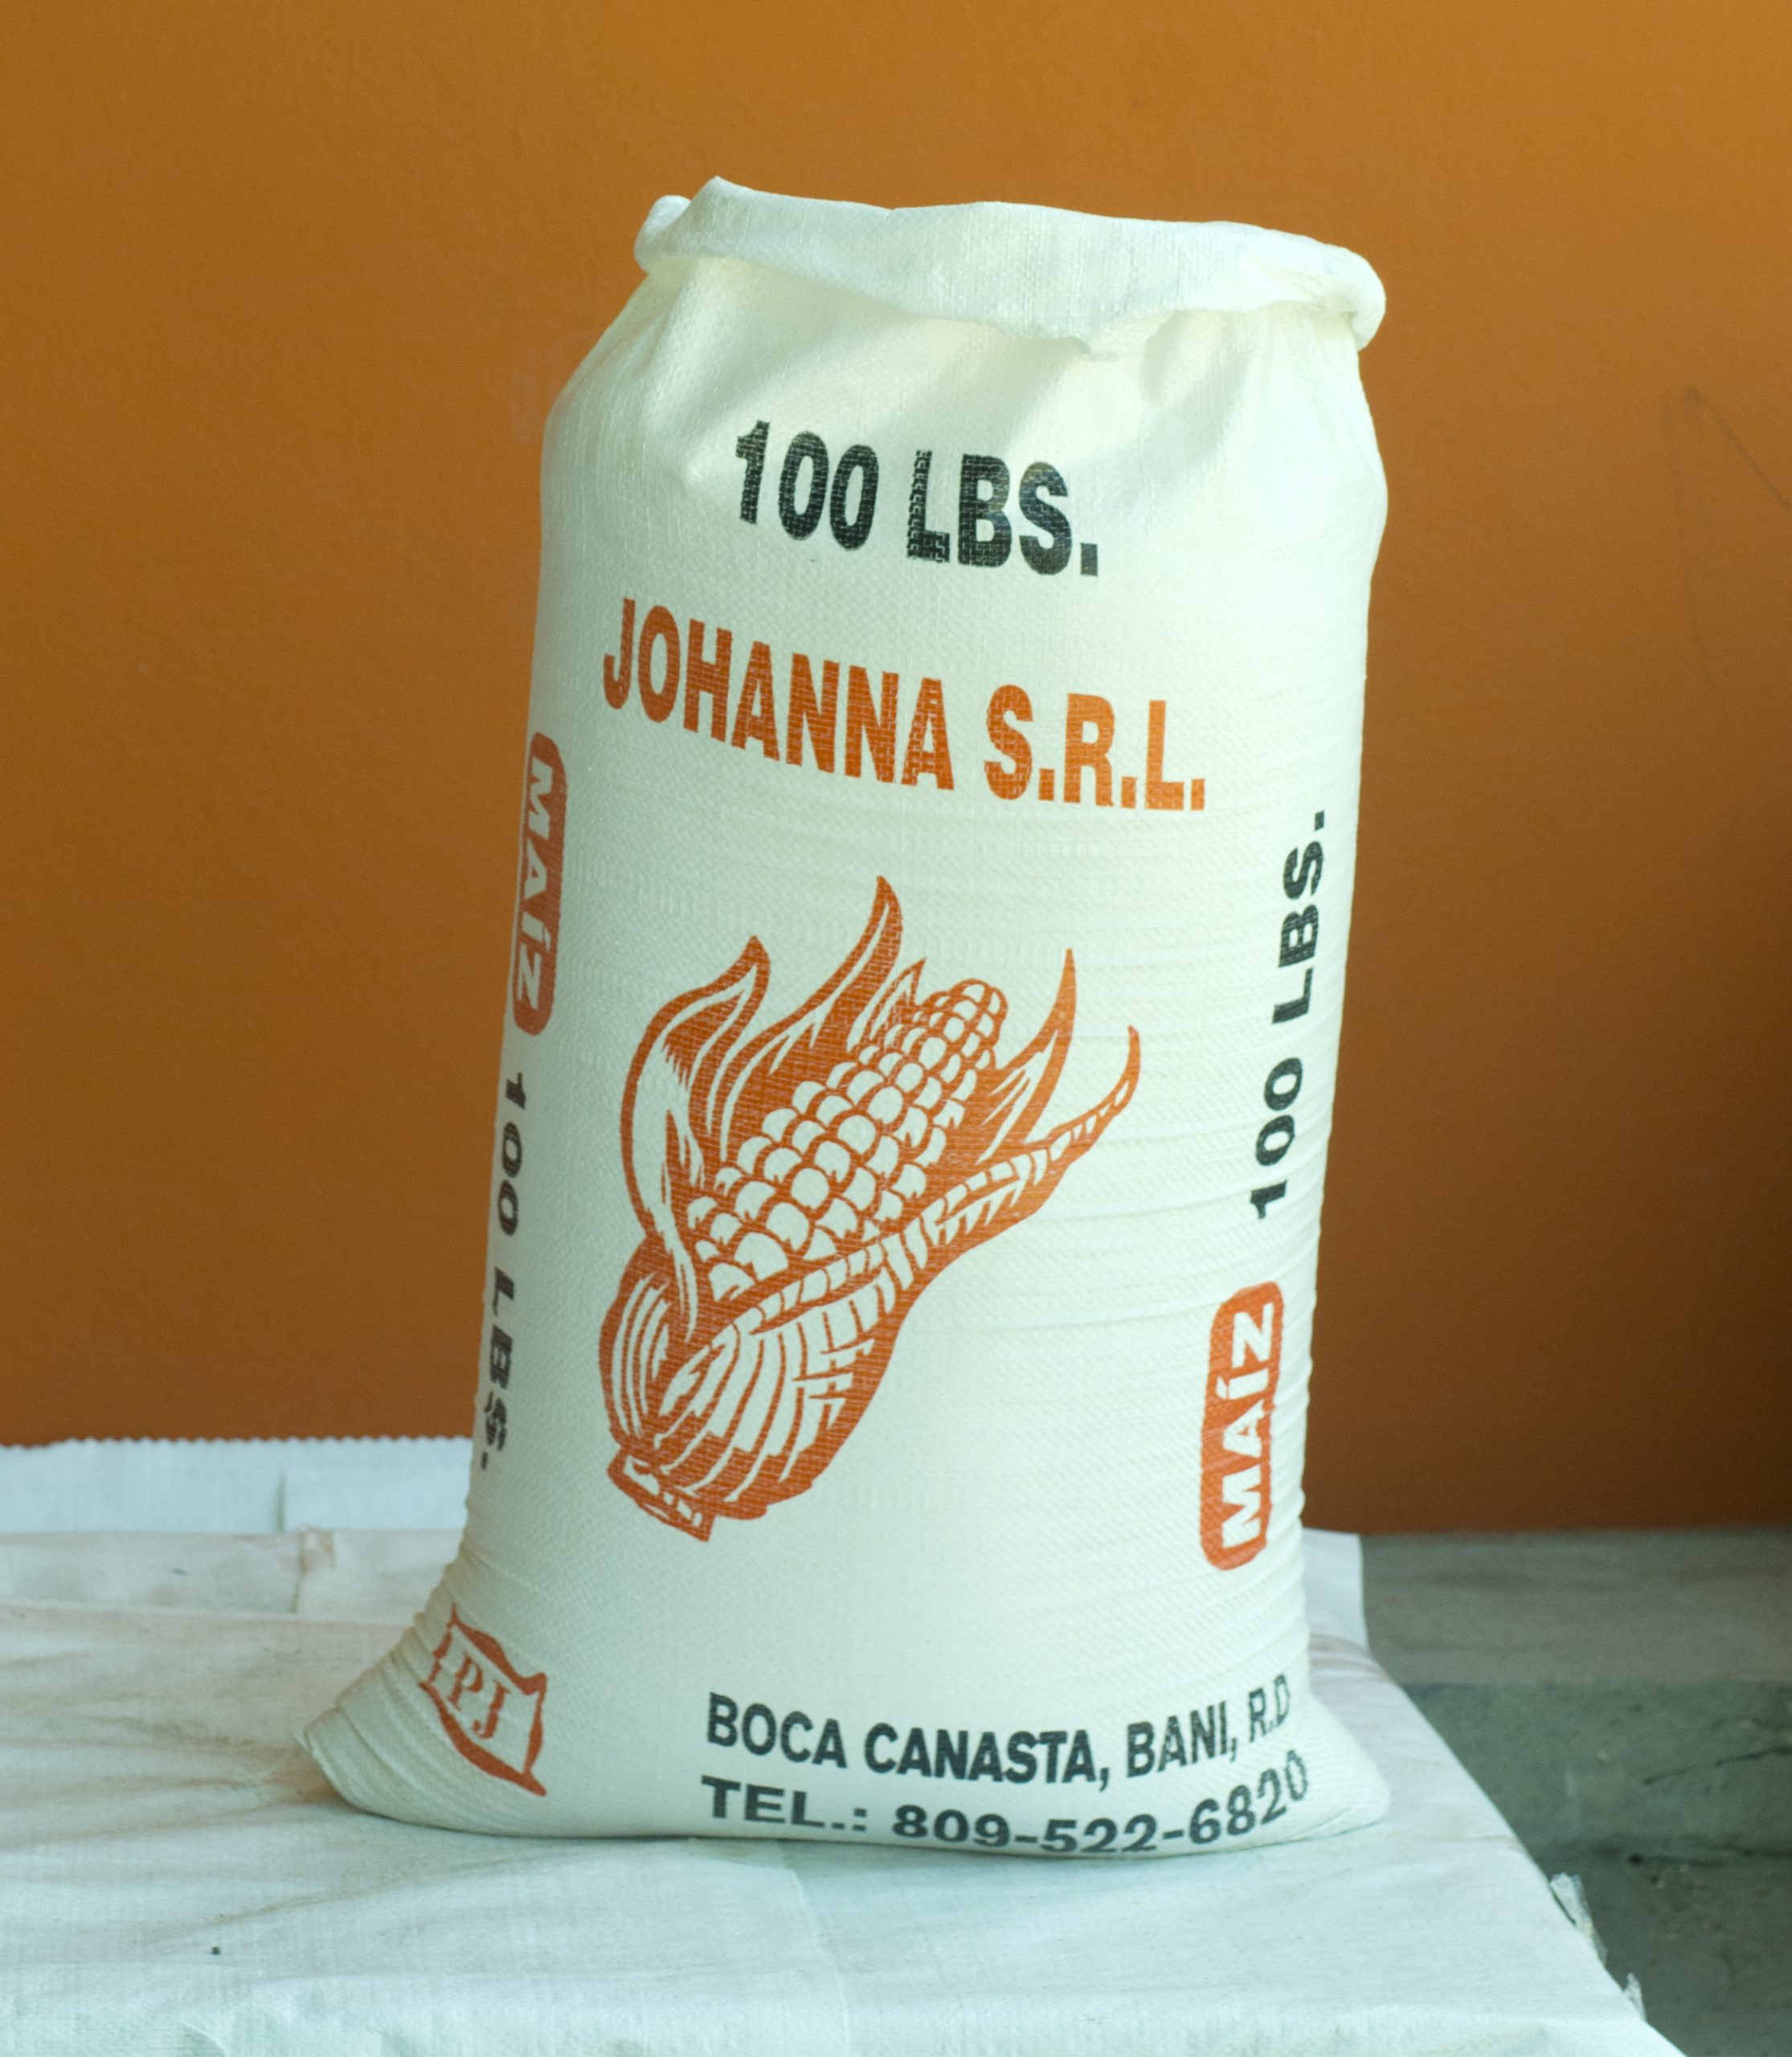 100 LBS.
JOHANNA S.R.L.
MAÍZ 100 LBS.
100 LBS.
MAÍZ
PJ
BOCA CANASTA, BANI, R.D
TEL.: 809-522-6820